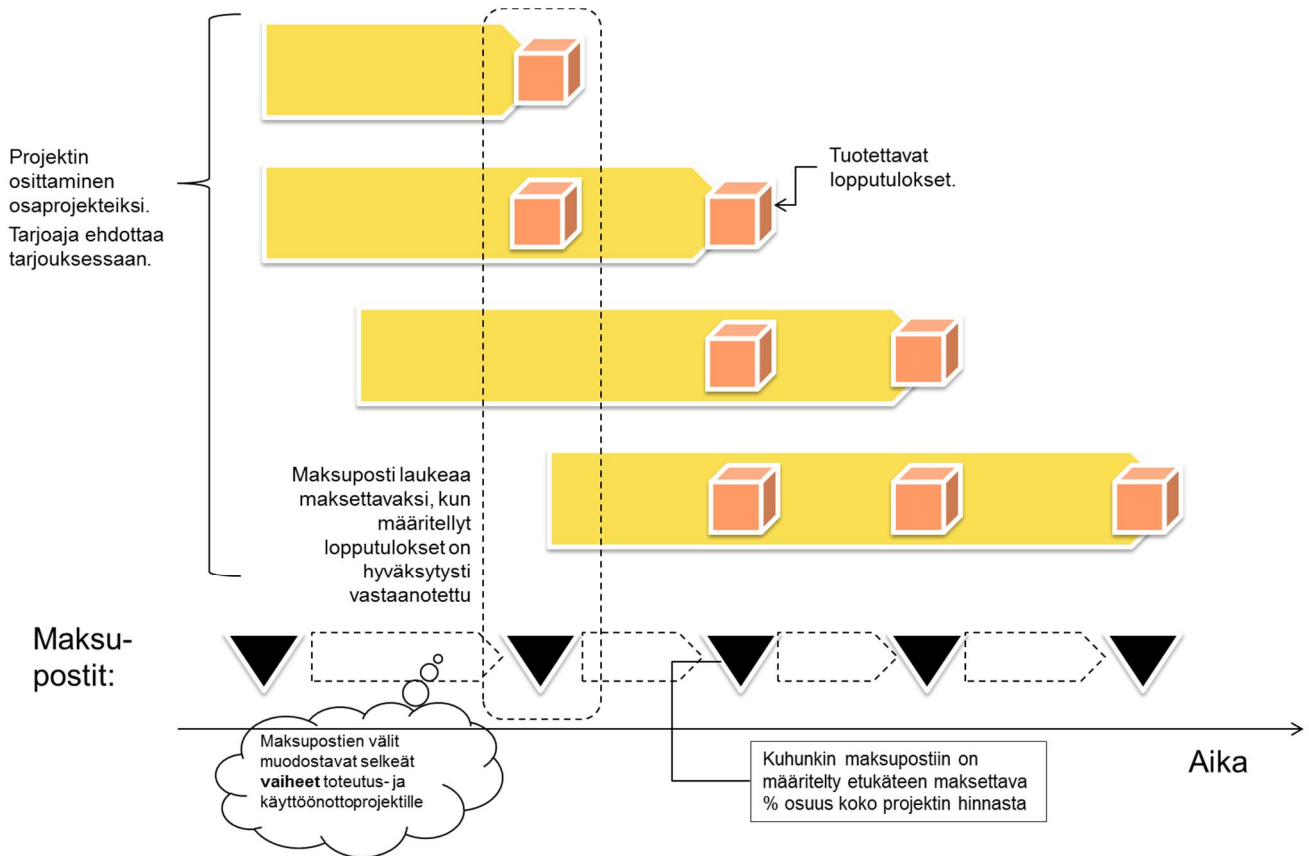 Projektin
osittaminen
osaprojekteiksi.
Tarjoaja ehdottaa
tarjouksessaan.
Tuotettavat
lopputulokset.
Maksuposti laukeaa
maksettavaksi, kun
määritellyt
lopputulokset on
hyväksytysti
vastaanotettu
Maksu-
postit:
Maksupostien välit
muodostavat selkeät
vaiheet toteutus- ja
käyttöönottoprojektille
Kuhunkin maksupostiin on
määritelty etukäteen maksettava
% osuus koko projektin hinnasta
Aika